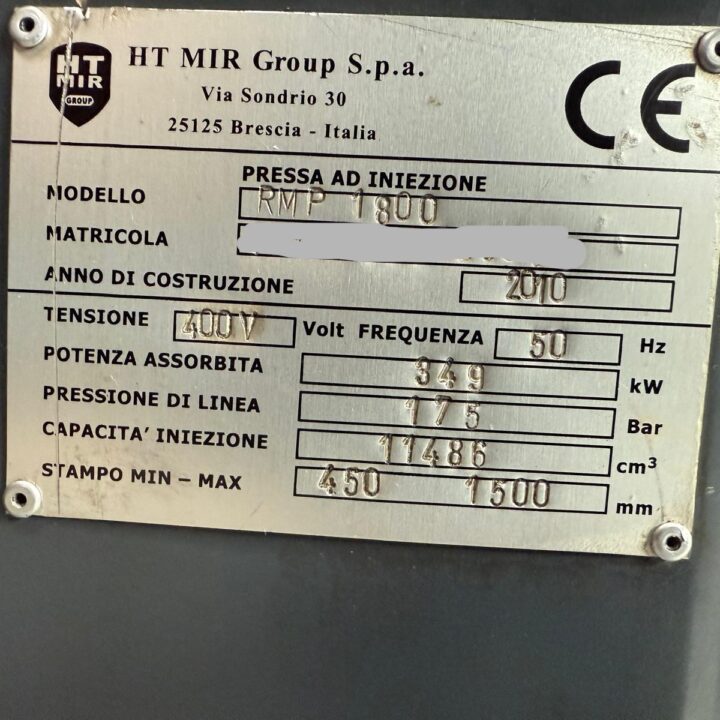 HT MIR GROUP
HT MIR Group S.p.a.
Via Sondrio 30
25125 Brescia - Italia
CE
PRESSA AD INIEZIONE
MODELLO RMP 1800
MATRICOLA
ANNO DI COSTRUZIONE 2010
TENSIONE 400V Volt FREQUENZA 50 Hz
POTENZA ASSORBITA 349 kW
PRESSIONE DI LINEA 175 Bar
CAPACITA' INIEZIONE 11486 cm³
STAMPO MIN – MAX 450 1500 mm